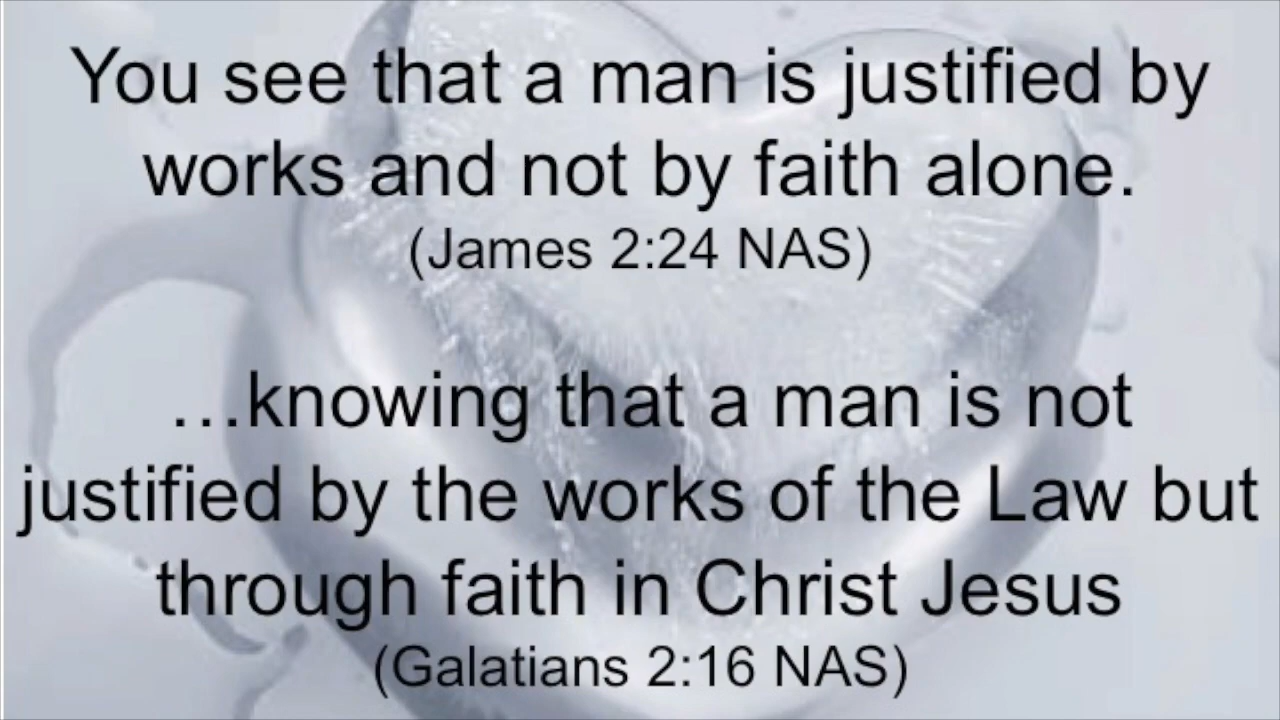 You see that a man is justified by
works and not by faith alone.
(James 2:24 NAS)
…knowing that a man is not
justified by the works of the Law but
through faith in Christ Jesus
(Galatians 2:16 NAS)